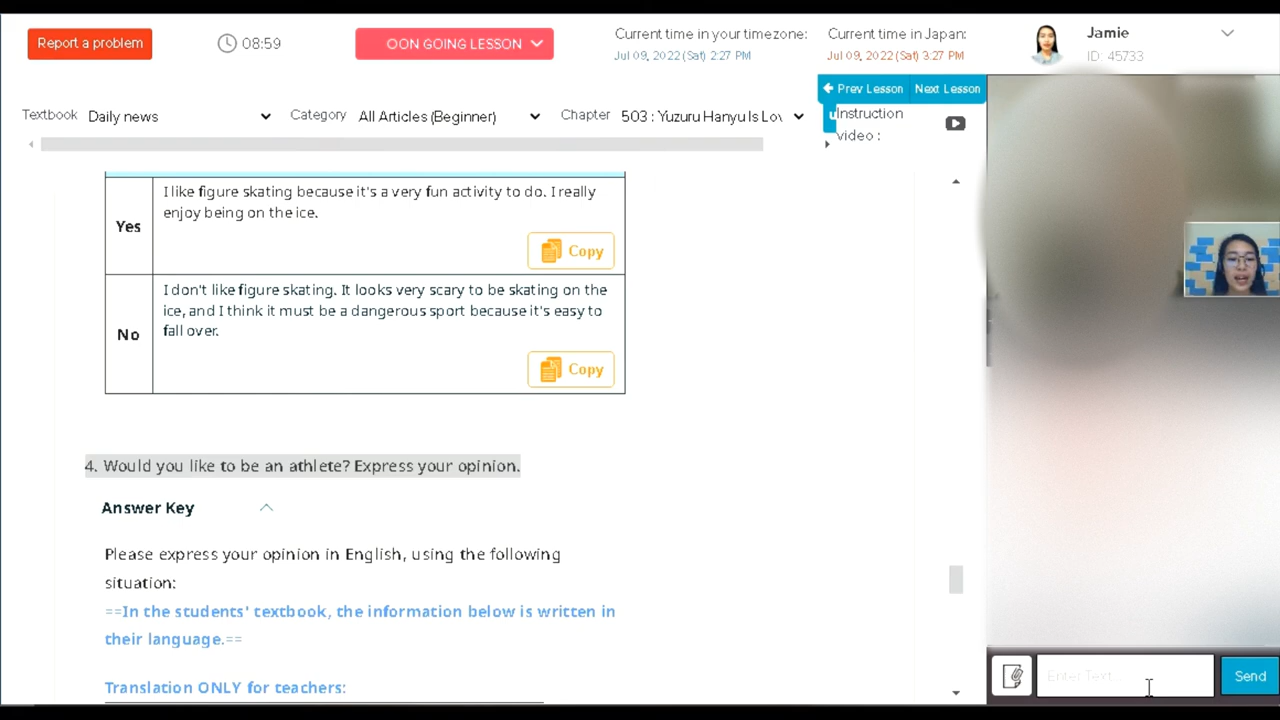 Report a problem
08:59
OON GOING LESSON
Current time in your timezone:
Jul 09, 2022 (Sat) 2:27 PM
Current time in Japan:
Jul 09, 2022 (Sat) 3:27 PM
Jamie
ID: 45733
Prev Lesson
Next Lesson
Textbook
Daily news
Category
All Articles (Beginner)
Chapter
503 : Yuzuru Hanyu Is Lov
u
Instruction
video :
Yes
I like figure skating because it's a very fun activity to do. I really
enjoy being on the ice.
Copy
No
I don't like figure skating. It looks very scary to be skating on the
ice, and I think it must be a dangerous sport because it's easy to
fall over.
Copy
4. Would you like to be an athlete? Express your opinion.
Answer Key
Please express your opinion in English, using the following
situation:
==In the students' textbook, the information below is written in
their language.==
Translation ONLY for teachers:
Enter Text
Send